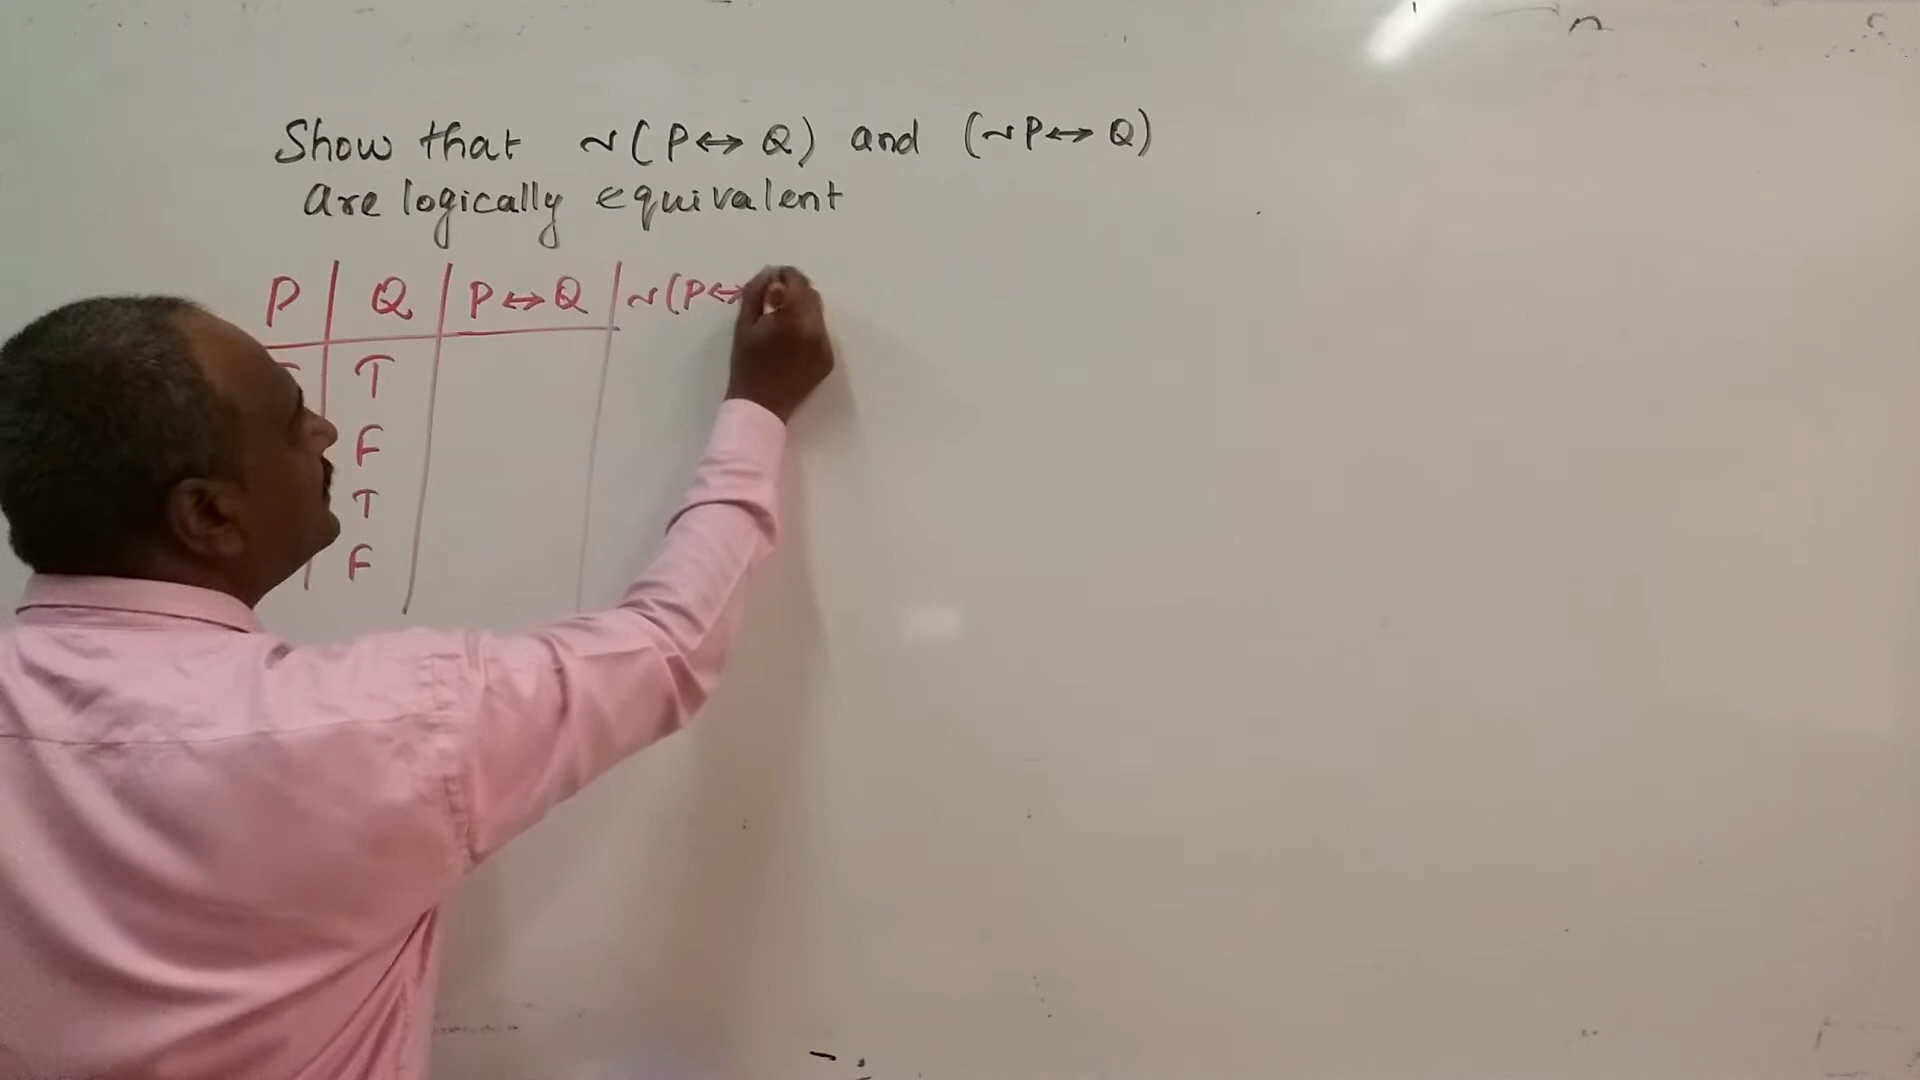 Show that ~(P↔Q) and (~P↔Q)
are logically equivalent
P Q P↔Q ~(P↔
T
F
T
F